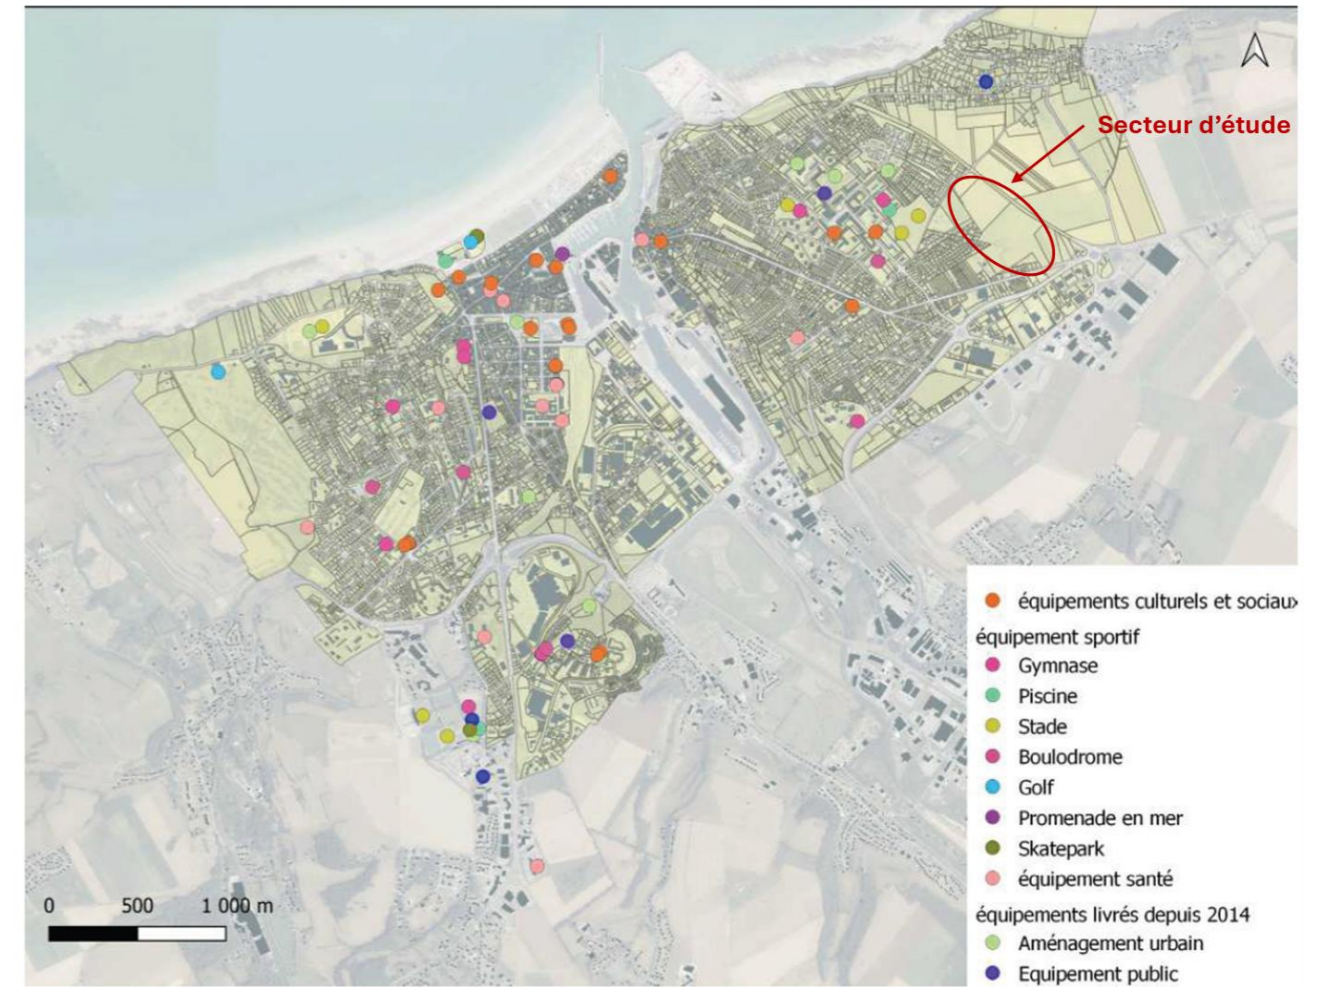 Secteur d'étude
équipements culturels et sociaux
équipement sportif
Gymnase
Piscine
Stade
Boulodrome
Golf
Promenade en mer
Skatepark
équipement santé
équipements livrés depuis 2014
Aménagement urbain
Equipement public
0 500 1 000 m